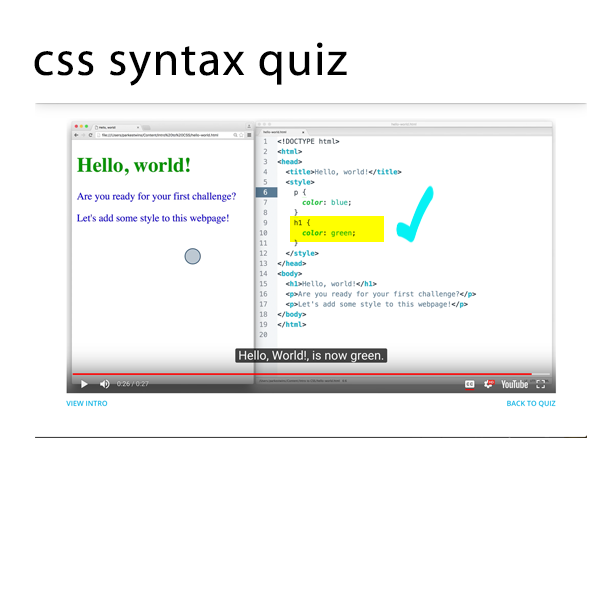 css syntax quiz
Hello, world!
Hello, world!
Are you ready for your first challenge?
Let's add some style to this webpage!
hello-world.html
hello-world.html
1 <!DOCTYPE html>
2 <html>
3 <head>
4 <title>Hello, world!</title>
5 <style>
6 p {
7 color: blue;
8 }
9 h1 {
10 color: green;
11 }
12 </style>
13 </head>
14 <body>
15 <h1>Hello, world!</h1>
16 <p>Are you ready for your first challenge?</p>
17 <p>Let's add some style to this webpage!</p>
18 </body>
19 </html>
20
Hello, World!, is now green.
0:26 / 0:27
CC
YouTube
VIEW INTRO
BACK TO QUIZ